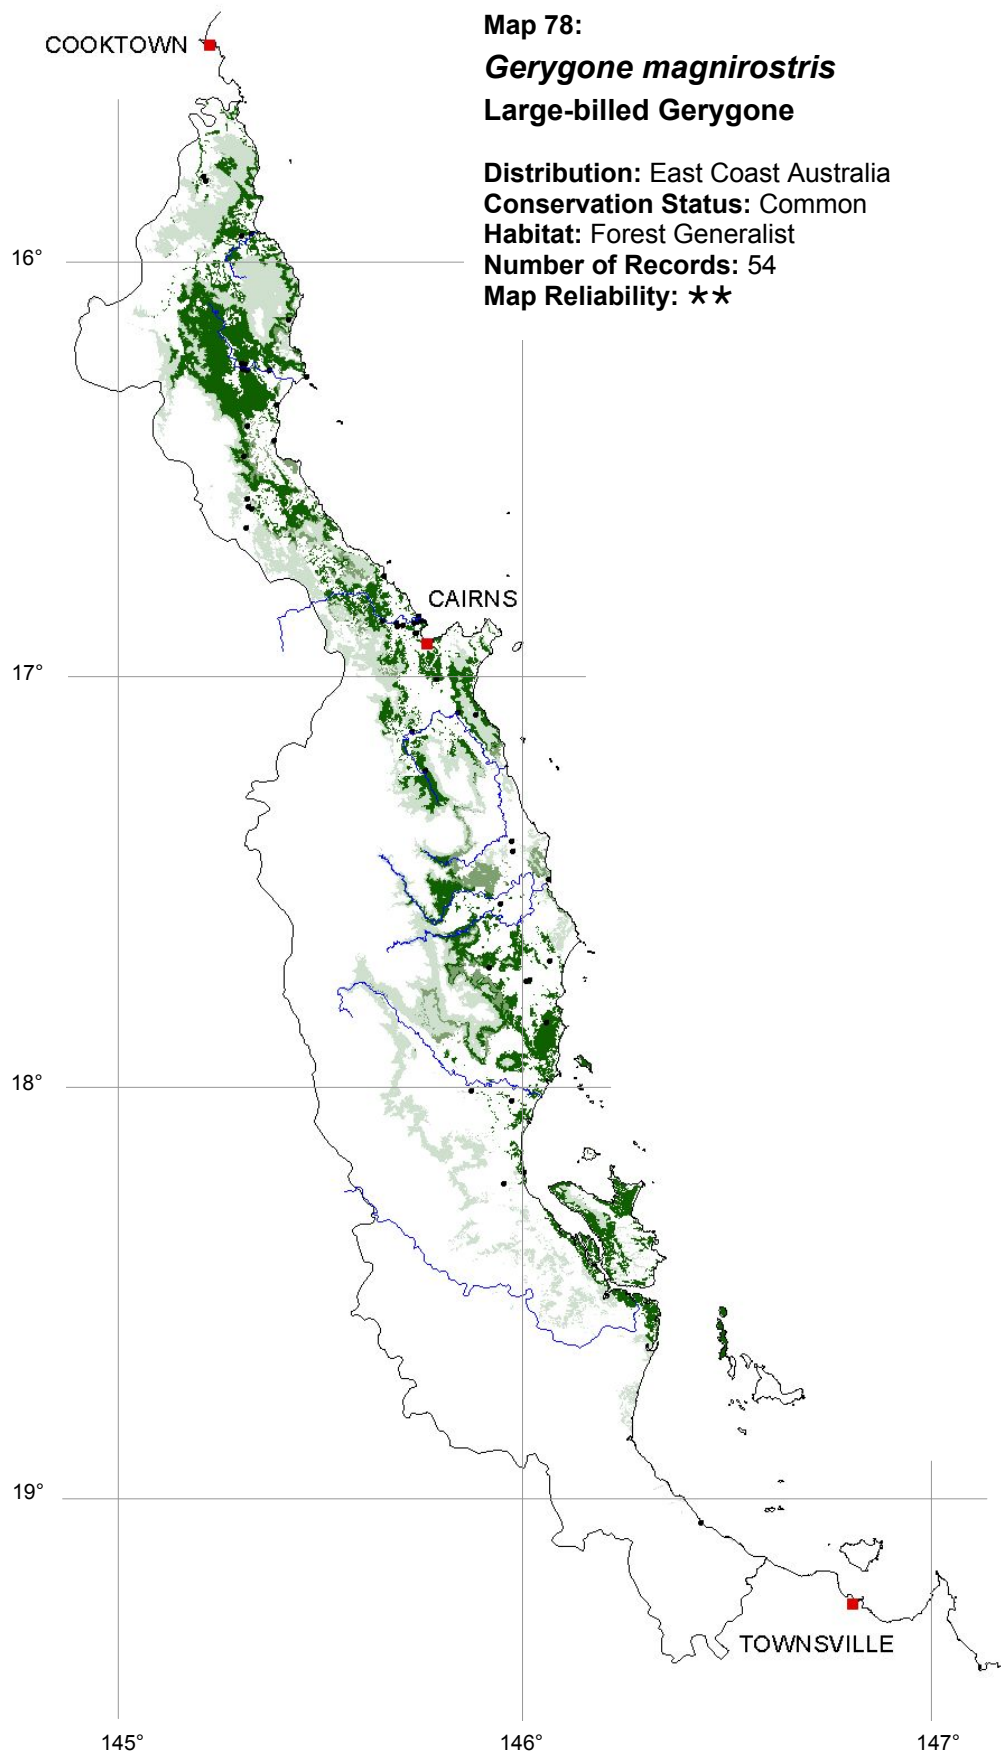 Map 78:
Gerygone magnirostris
Large-billed Gerygone
Distribution: East Coast Australia
Conservation Status: Common
Habitat: Forest Generalist
Number of Records: 54
Map Reliability: **
COOKTOWN
16°
CAIRNS
17°
18°
19°
TOWNSVILLE
145°
146°
147°